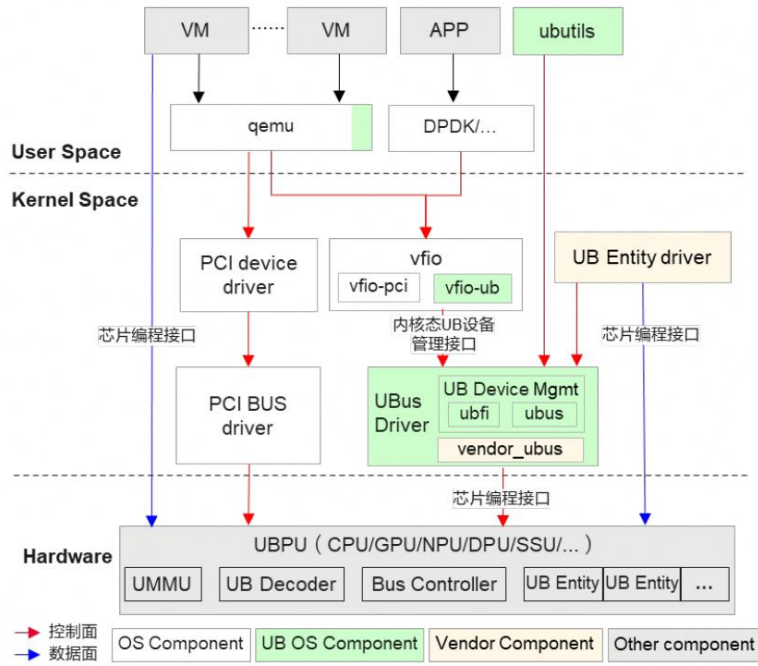 VM
......
VM
APP
ubutils
qemu
DPDK/...
User Space
Kernel Space
PCI device
driver
vfio
vfio-pci
vfio-ub
UB Entity driver
芯片编程接口
内核态UB设备
管理接口
芯片编程接口
PCI BUS
driver
UBus
Driver
UB Device Mgmt
ubfi
ubus
vendor_ubus
芯片编程接口
Hardware
UBPU（CPU/GPU/NPU/DPU/SSU/...）
UMMU
UB Decoder
Bus Controller
UB Entity
UB Entity
...
控制面
数据面
OS Component
UB OS Component
Vendor Component
Other component